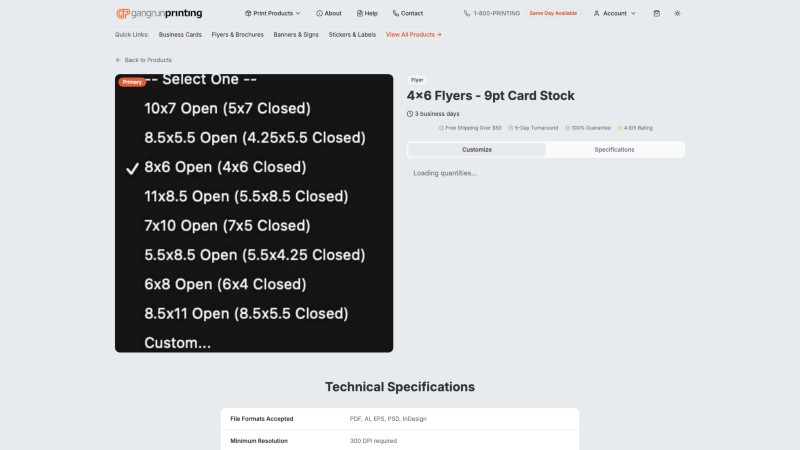 gangrunprinting
Print Products
About
Help
Contact
1-800-PRINTING
Same Day Available
Account
Quick Links:
Business Cards
Flyers & Brochures
Banners & Signs
Stickers & Labels
View All Products →
← Back to Products
Primary
-- Select One --
10x7 Open (5x7 Closed)
8.5x5.5 Open (4.25x5.5 Closed)
✓ 8x6 Open (4x6 Closed)
11x8.5 Open (5.5x8.5 Closed)
7x10 Open (7x5 Closed)
5.5x8.5 Open (5.5x4.25 Closed)
6x8 Open (6x4 Closed)
8.5x11 Open (8.5x5.5 Closed)
Custom...
Flyer
4×6 Flyers - 9pt Card Stock
3 business days
Free Shipping Over $50
5-Day Turnaround
100% Guarantee
4.9/5 Rating
Customize
Specifications
Loading quantities...
Technical Specifications
File Formats Accepted
PDF, AI, EPS, PSD, InDesign
Minimum Resolution
300 DPI required